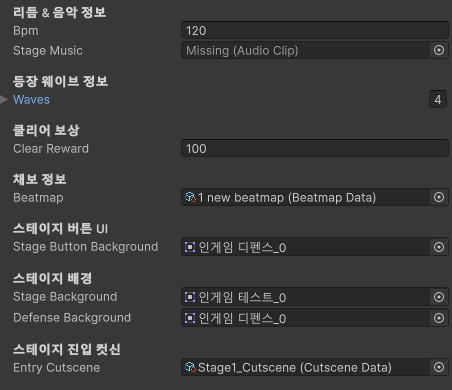 리듬 & 음악 정보
Bpm 120
Stage Music Missing (Audio Clip)
등장 웨이브 정보
Waves 4
클리어 보상
Clear Reward 100
채보 정보
Beatmap 1 new beatmap (Beatmap Data)
스테이지 버튼 UI
Stage Button Background 인게임 디펜스_0
스테이지 배경
Stage Background 인게임 테스트_0
Defense Background 인게임 디펜스_0
스테이지 진입 컷신
Entry Cutscene Stage1_Cutscene (Cutscene Data)